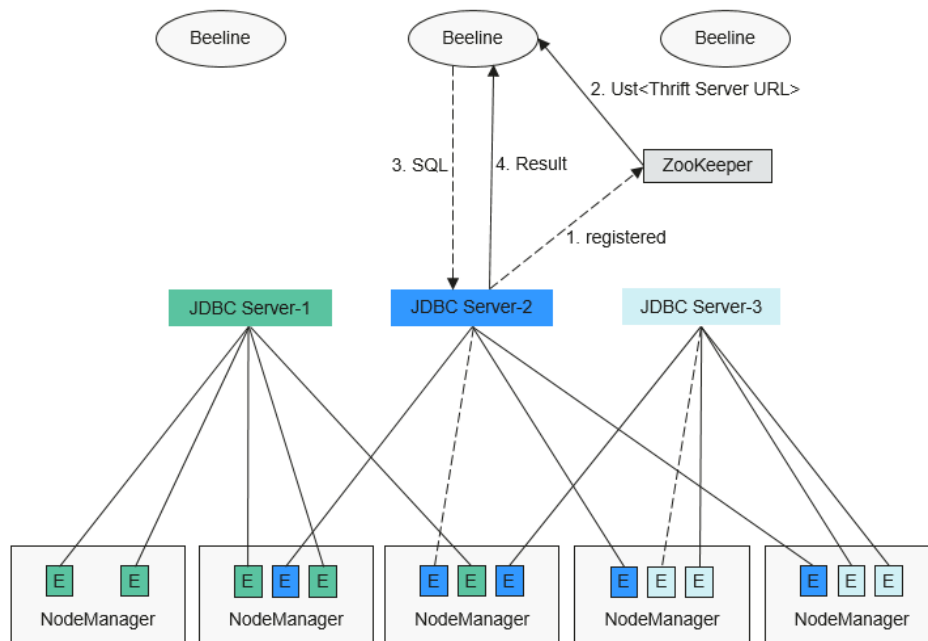 Beeline
Beeline
Beeline
2. Ust<Thrift Server URL>
3. SQL
4. Result
ZooKeeper
1. registered
JDBC Server-1
JDBC Server-2
JDBC Server-3
E
E
E
E
E
E
E
E
E
E
E
E
E
E
NodeManager
NodeManager
NodeManager
NodeManager
NodeManager